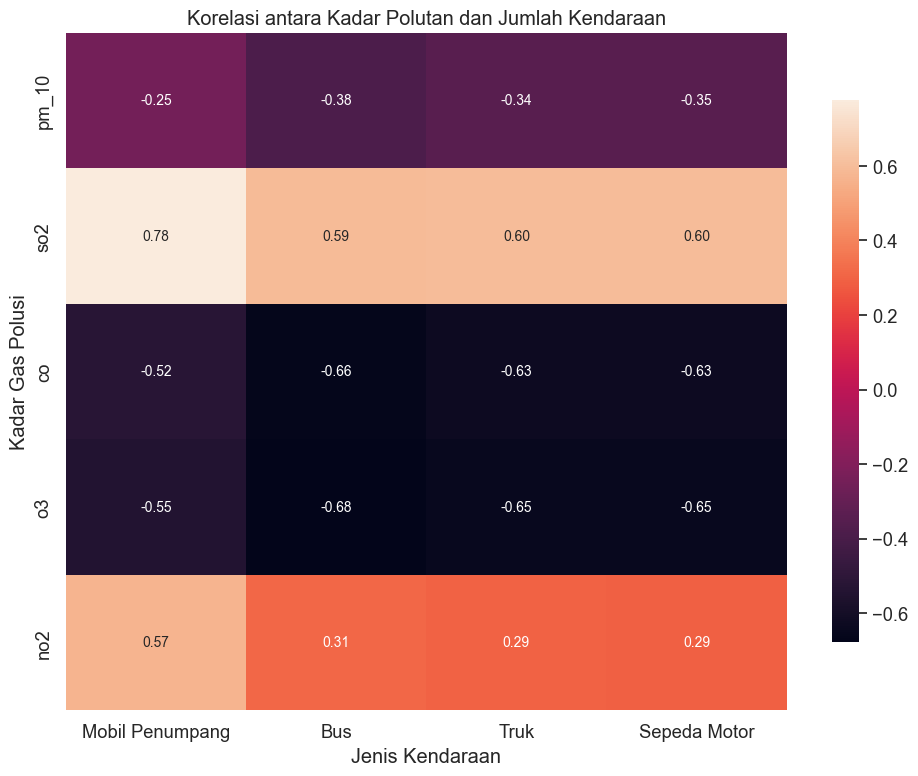 Korelasi antara Kadar Polutan dan Jumlah Kendaraan
Kadar Gas Polusi
pm_10
-0.25 -0.38 -0.34 -0.35
so2
0.78 0.59 0.60 0.60
co
-0.52 -0.66 -0.63 -0.63
o3
-0.55 -0.68 -0.65 -0.65
no2
0.57 0.31 0.29 0.29
Mobil Penumpang Bus Truk Sepeda Motor
Jenis Kendaraan
0.6
0.4
0.2
0.0
−0.2
−0.4
−0.6